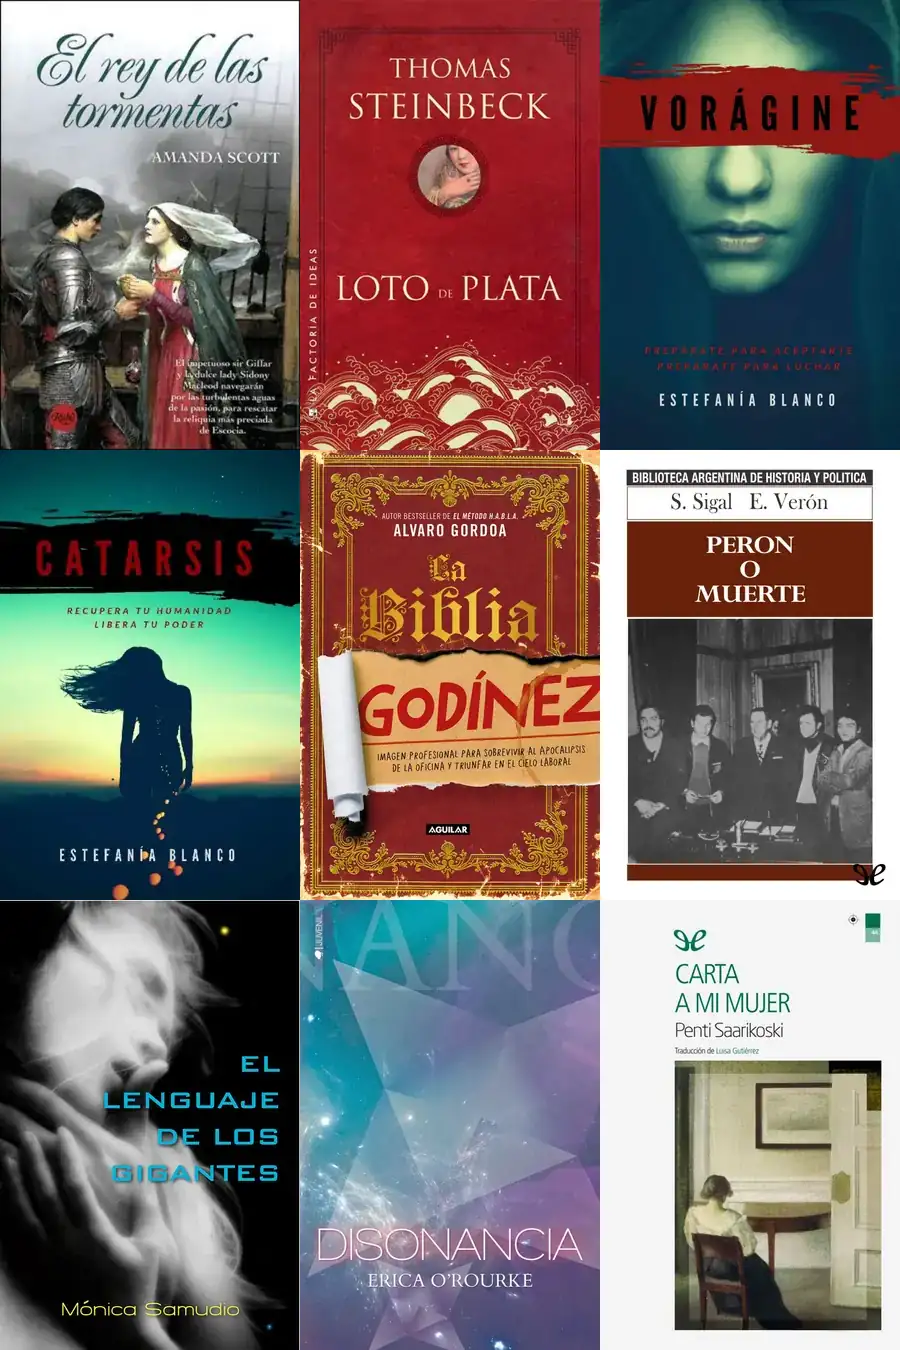 El rey de las
tormentas
AMANDA SCOTT
El impetuoso sir Giffar
y la dulce lady Sidony
Macleod navegarán
por las turbulentas aguas
de la pasión, para rescatar
la reliquia más preciada
de Escocia.
THOMAS
STEINBECK
LOTO DE PLATA
LA FACTORÍA DE IDEAS
VORÁGINE
PREPÁRATE PARA ACEPTARTE
PREPÁRATE PARA LUCHAR
ESTEFANÍA BLANCO
CATARSIS
RECUPERA TU HUMANIDAD
LIBERA TU PODER
ESTEFANÍA BLANCO
AUTOR BESTSELLER DE EL MÉTODO H.A.B.L.A.
ALVARO GORDOA
La
Biblia
GODÍNEZ
IMAGEN PROFESIONAL PARA SOBREVIVIR AL APOCALIPSIS
DE LA OFICINA Y TRIUNFAR EN EL CIELO LABORAL
AGUILAR
BIBLIOTECA ARGENTINA DE HISTORIA Y POLITICA
S. Sigal E. Verón
PERON
O
MUERTE
EL
LENGUAJE
DE LOS
GIGANTES
Mónica Samudio
JUVENIL
NANC
DISONANCIA
ERICA O'ROURKE
CARTA
A MI MUJER
Penti Saarikoski
Traducción de Luisa Gutiérrez